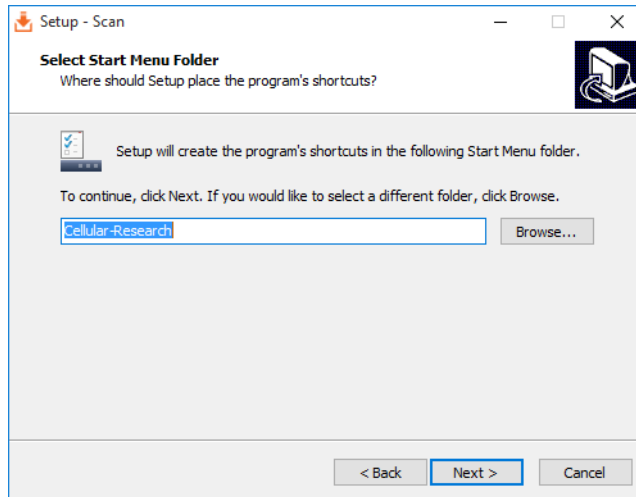 Setup - Scan
Select Start Menu Folder
Where should Setup place the program's shortcuts?
Setup will create the program's shortcuts in the following Start Menu folder.
To continue, click Next. If you would like to select a different folder, click Browse.
Cellular-Research
Browse...
< Back
Next >
Cancel